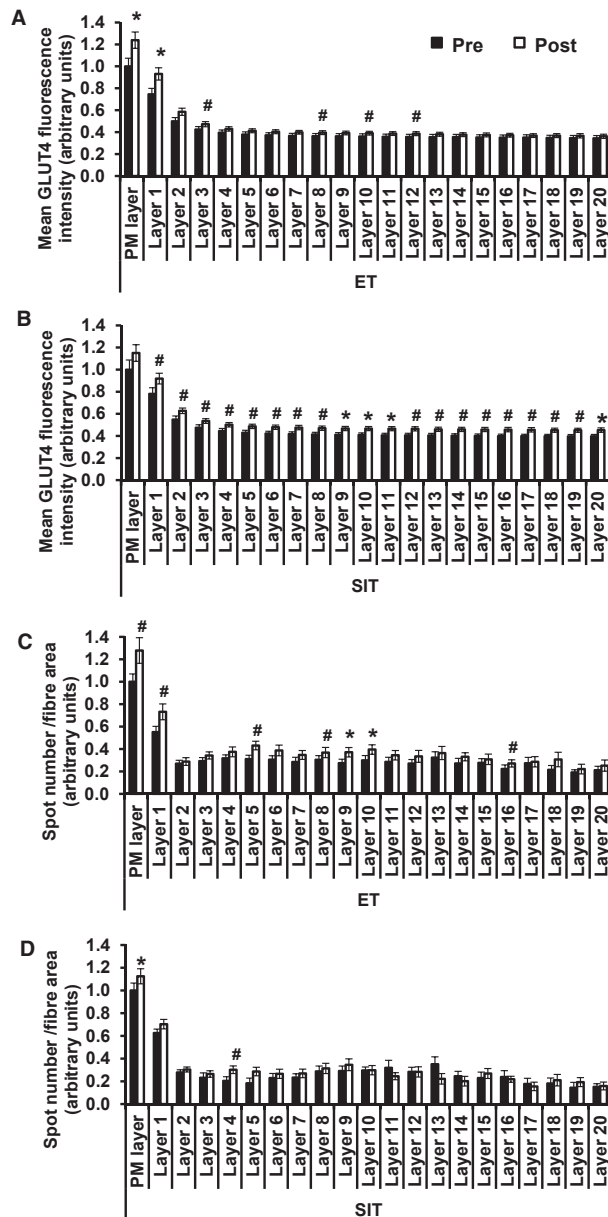 A
Mean GLUT4 fluorescence
intensity (arbitrary units)
1.4
1.2
1.0
0.8
0.6
0.4
0.2
0.0
* * # # # #
Pre Post
PM layer
Layer 1
Layer 2
Layer 3
Layer 4
Layer 5
Layer 6
Layer 7
Layer 8
Layer 9
Layer 10
Layer 11
Layer 12
Layer 13
Layer 14
Layer 15
Layer 16
Layer 17
Layer 18
Layer 19
Layer 20
ET
B
Mean GLUT4 fluorescence
intensity (arbitrary units)
1.4
1.2
1.0
0.8
0.6
0.4
0.2
0.0
# # # # # # # # * * * # # # # # # # # *
PM layer
Layer 1
Layer 2
Layer 3
Layer 4
Layer 5
Layer 6
Layer 7
Layer 8
Layer 9
Layer 10
Layer 11
Layer 12
Layer 13
Layer 14
Layer 15
Layer 16
Layer 17
Layer 18
Layer 19
Layer 20
SIT
C
Spot number /fibre area
(arbitrary units)
1.4
1.2
1.0
0.8
0.6
0.4
0.2
0.0
# # # # * * #
PM layer
Layer 1
Layer 2
Layer 3
Layer 4
Layer 5
Layer 6
Layer 7
Layer 8
Layer 9
Layer 10
Layer 11
Layer 12
Layer 13
Layer 14
Layer 15
Layer 16
Layer 17
Layer 18
Layer 19
Layer 20
ET
D
Spot number /fibre area
(arbitrary units)
1.4
1.2
1.0
0.8
0.6
0.4
0.2
0.0
* #
PM layer
Layer 1
Layer 2
Layer 3
Layer 4
Layer 5
Layer 6
Layer 7
Layer 8
Layer 9
Layer 10
Layer 11
Layer 12
Layer 13
Layer 14
Layer 15
Layer 16
Layer 17
Layer 18
Layer 19
Layer 20
SIT